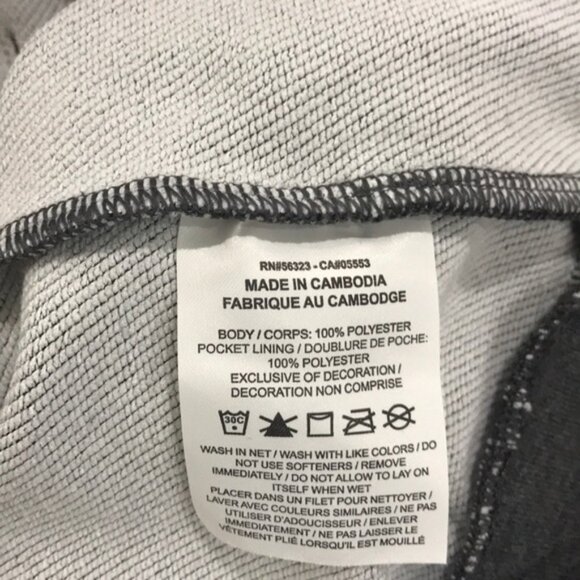 RN#56323 - CA#05553
MADE IN CAMBODIA
FABRIQUE AU CAMBODGE
BODY / CORPS: 100% POLYESTER
POCKET LINING / DOUBLURE DE POCHE:
100% POLYESTER
EXCLUSIVE OF DECORATION /
DECORATION NON COMPRISE
30C
WASH IN NET / WASH WITH LIKE COLORS / DO
NOT USE SOFTENERS / REMOVE
IMMEDIATELY / DO NOT ALLOW TO LAY ON
ITSELF WHEN WET
PLACER DANS UN FILET POUR NETTOYER /
LAVER AVEC COULEURS SIMILAIRES / NE PAS
UTILISER D'ADOUCISSEUR / ENLEVER
IMMÉDIATEMENT / NE PAS LAISSER LE
VÊTEMENT PLIÉ LORSQU'IL EST MOUILLÉ